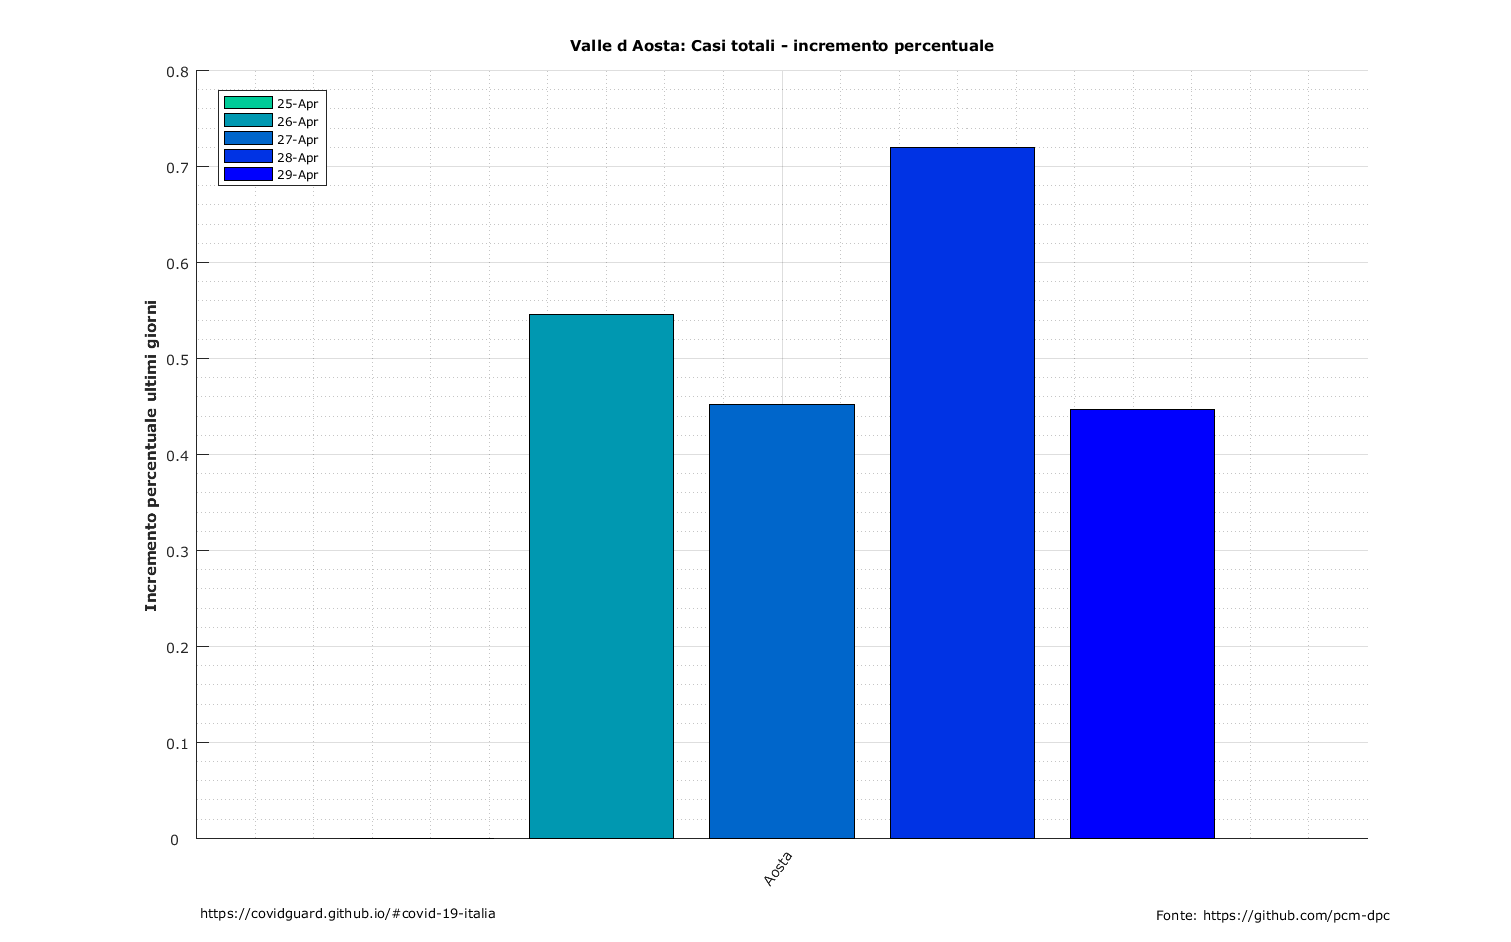 Valle d Aosta: Casi totali - incremento percentuale
0.8
0.7
0.6
0.5
0.4
0.3
0.2
0.1
0
25-Apr
26-Apr
27-Apr
28-Apr
29-Apr
Incremento percentuale ultimi giorni
Aosta
https://covidguard.github.io/#covid-19-italia
Fonte: https://github.com/pcm-dpc